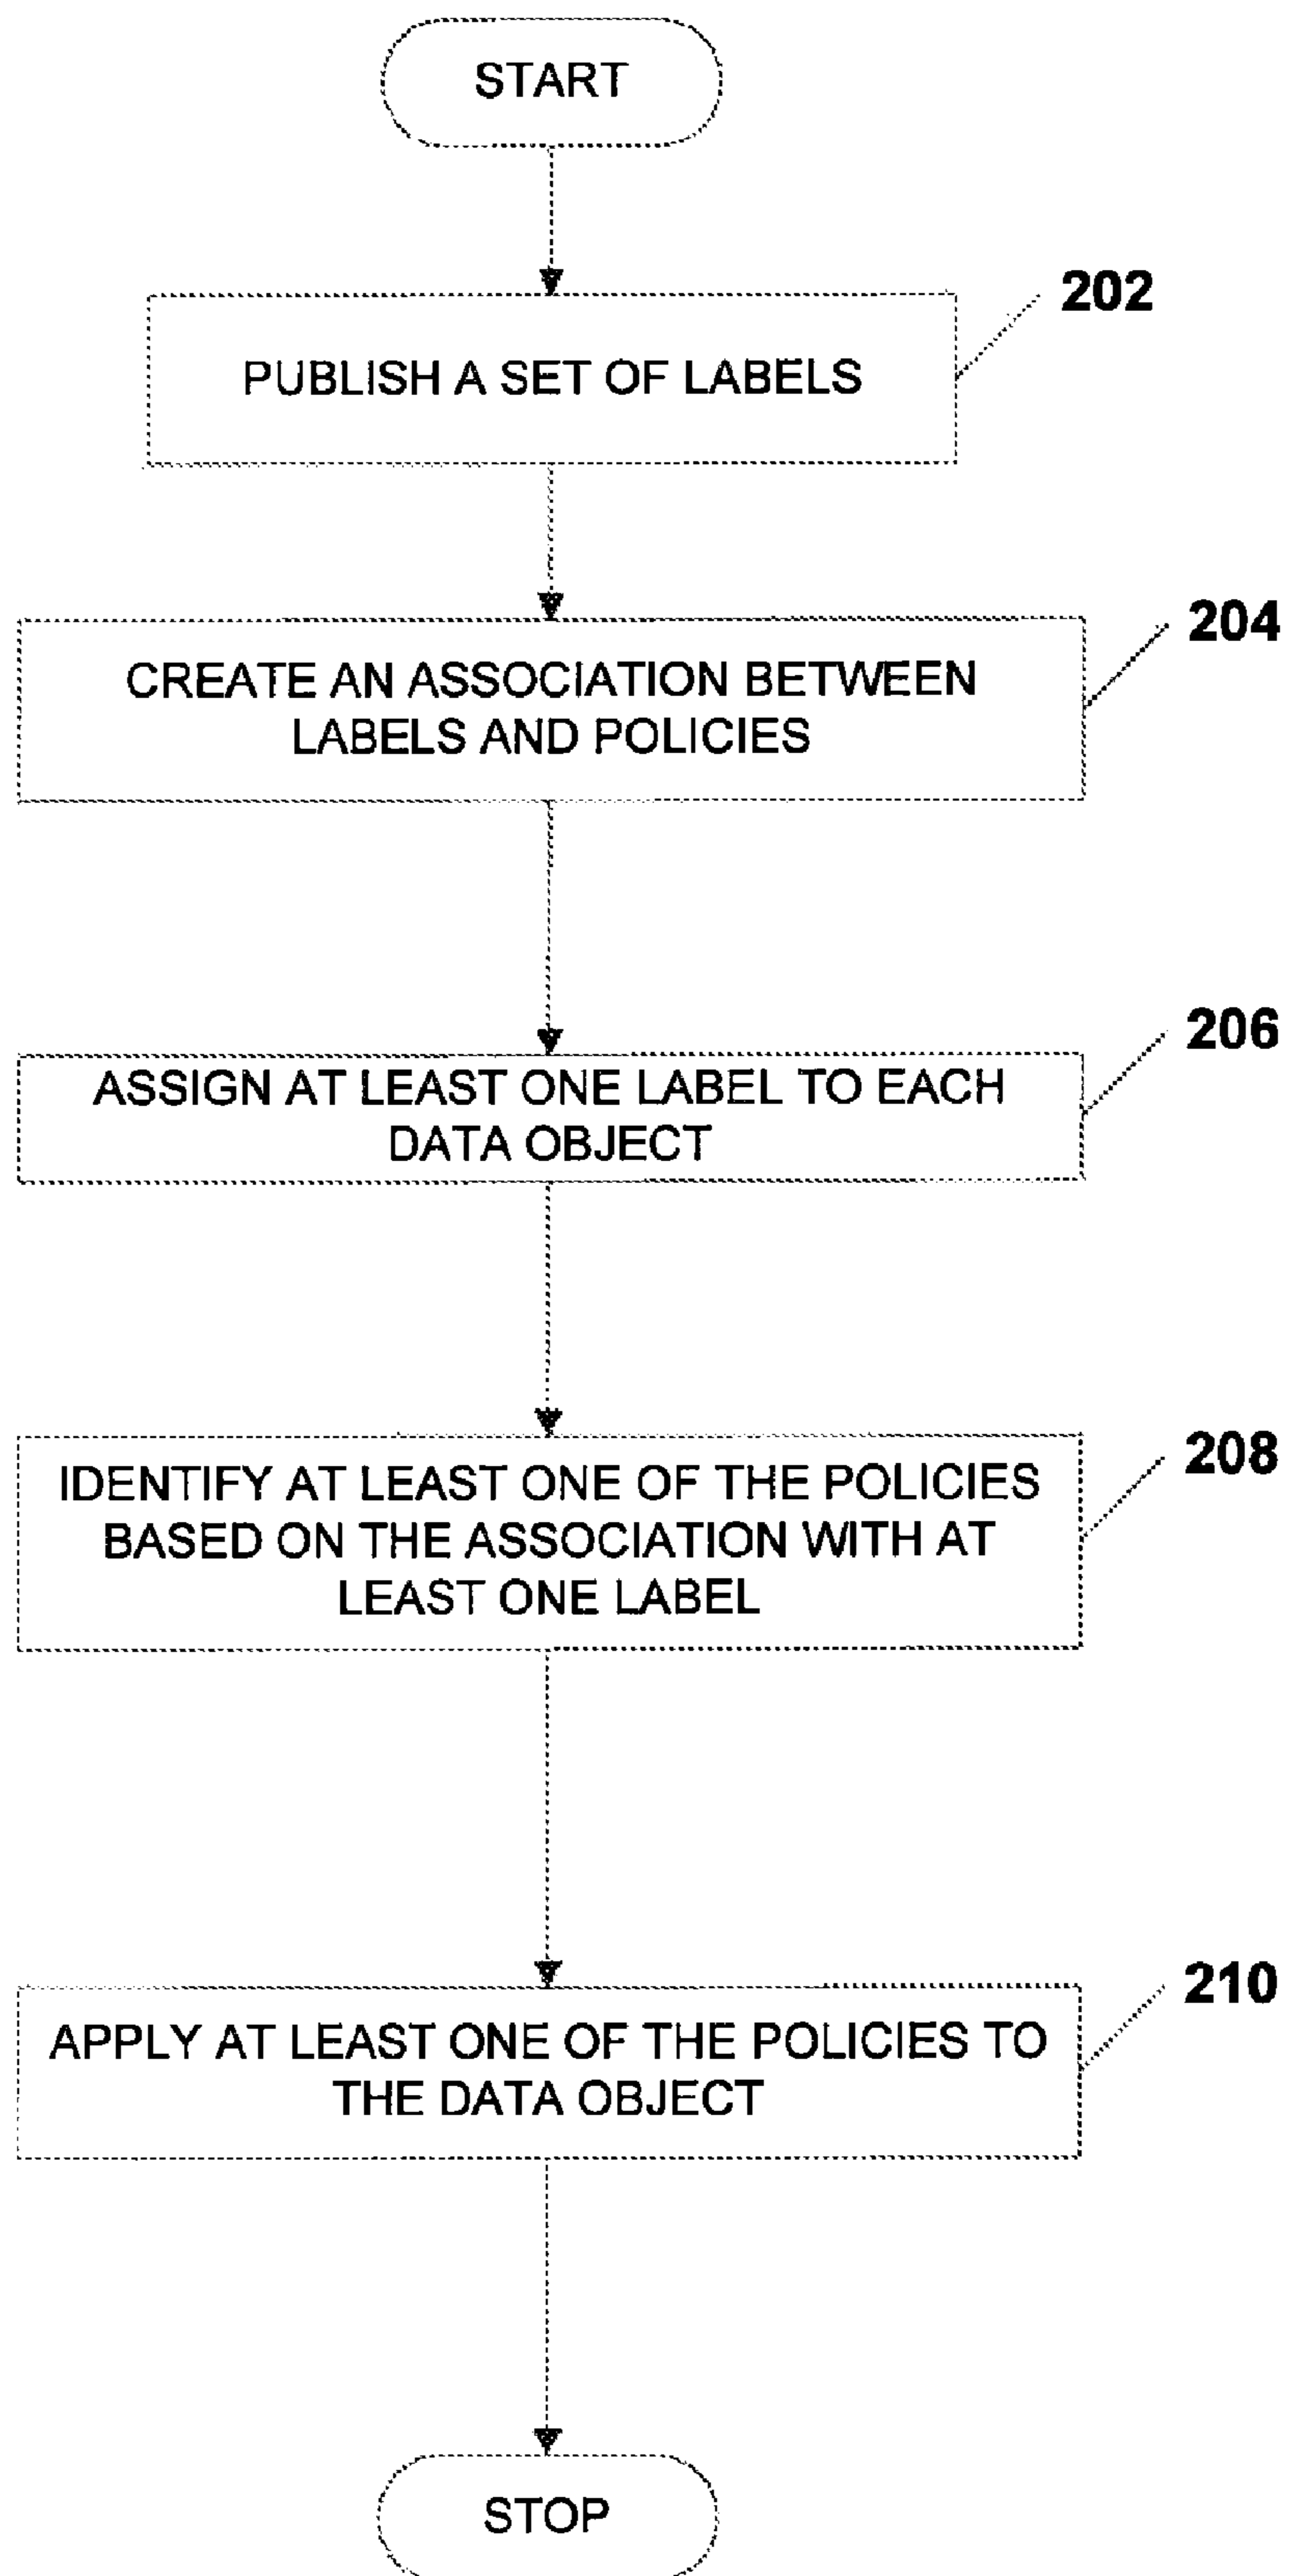 START
202
PUBLISH A SET OF LABELS
204
CREATE AN ASSOCIATION BETWEEN
LABELS AND POLICIES
206
ASSIGN AT LEAST ONE LABEL TO EACH
DATA OBJECT
208
IDENTIFY AT LEAST ONE OF THE POLICIES
BASED ON THE ASSOCIATION WITH AT
LEAST ONE LABEL
210
APPLY AT LEAST ONE OF THE POLICIES TO
THE DATA OBJECT
STOP